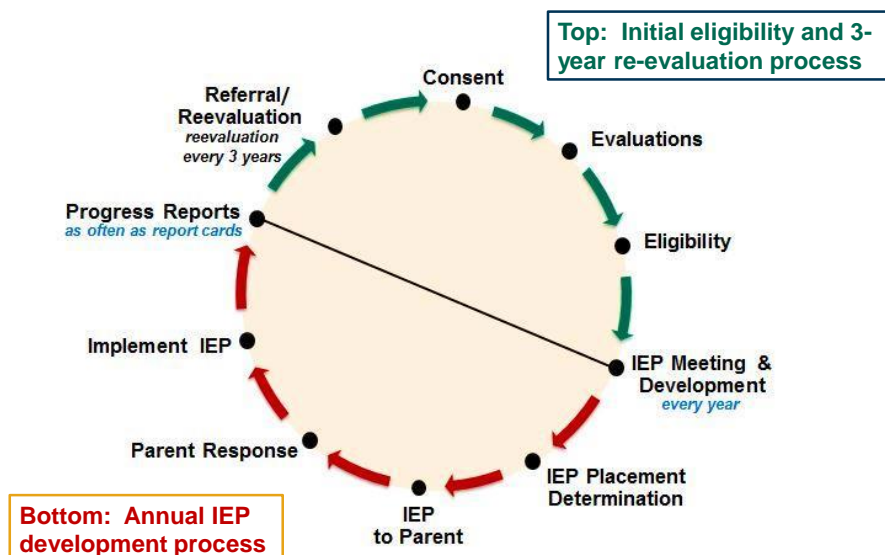 Top: Initial eligibility and 3-
year re-evaluation process
Consent
Referral/
Reevaluation
reevaluation
every 3 years
Evaluations
Progress Reports
as often as report cards
Eligibility
Implement IEP
IEP Meeting &
Development
every year
Parent Response
IEP Placement
Determination
IEP
to Parent
Bottom: Annual IEP
development process